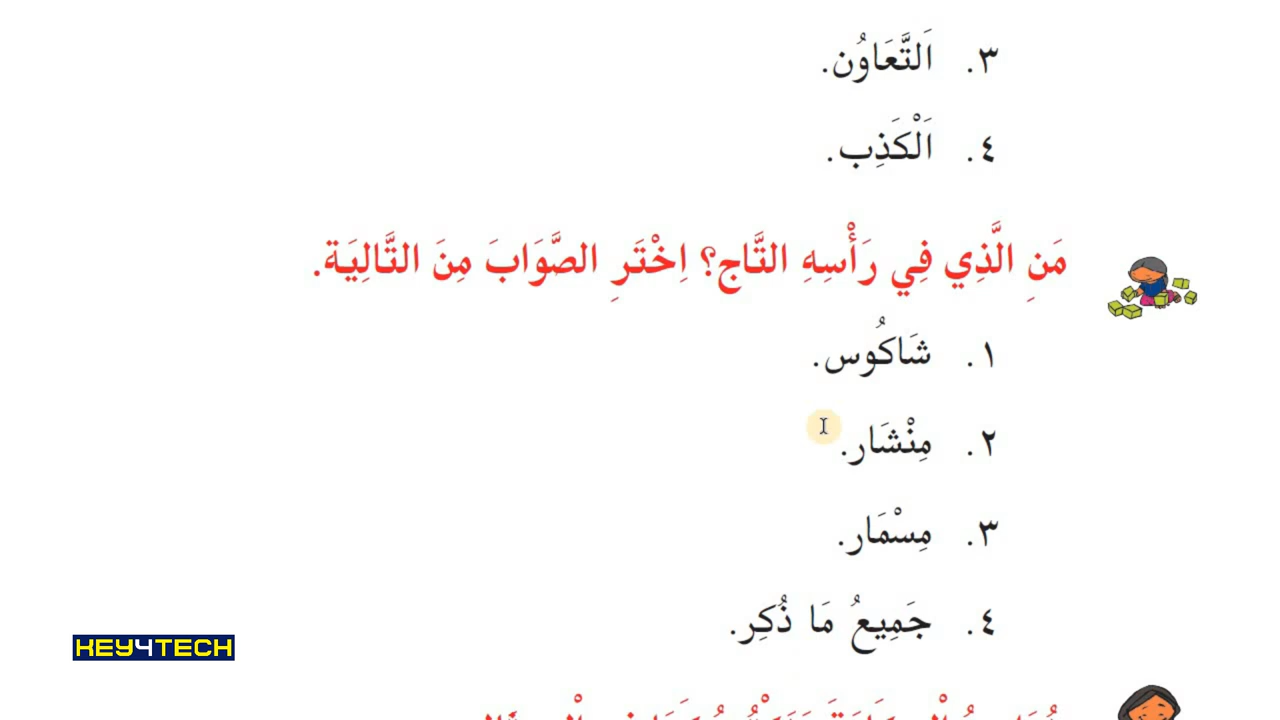 ٣. اَلتَّعَاوُن.
٤. اَلْكَذِب.
مَنِ الَّذِي فِي رَأْسِهِ التَّاج؟ اِخْتَرِ الصَّوَابَ مِنَ التَّالِيَة.
١. شَاكُوس.
٢. مِنْشَار.
٣. مِسْمَار.
٤. جَمِيعُ مَا ذُكِر.
KEY4TECH